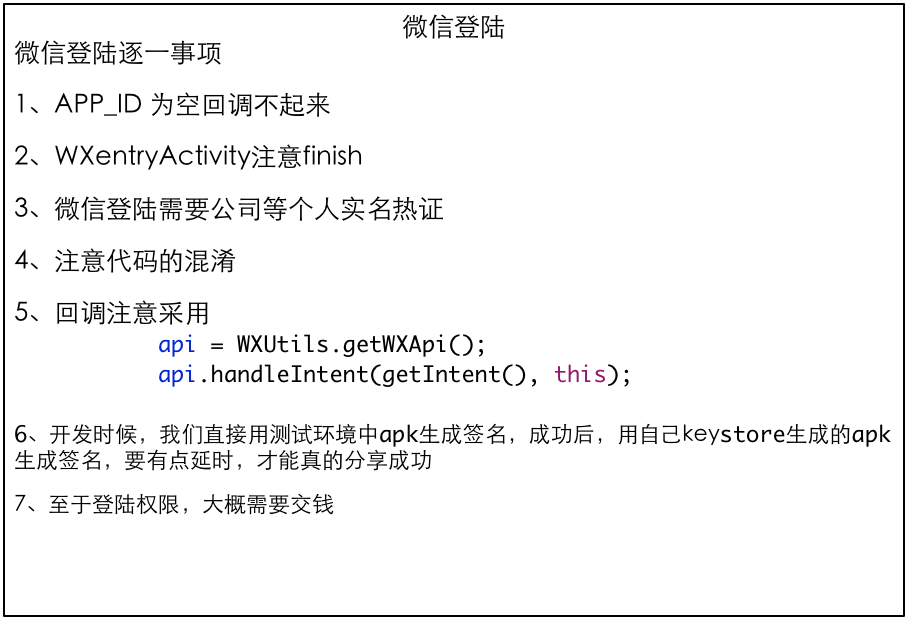 微信登陆
微信登陆逐一事项
1、APP_ID 为空回调不起来
2、WXentryActivity注意finish
3、微信登陆需要公司等个人实名热证
4、注意代码的混淆
5、回调注意采用
api = WXUtils.getWXApi();
api.handleIntent(getIntent(), this);
6、开发时候，我们直接用测试环境中apk生成签名，成功后，用自己keystore生成的apk
生成签名，要有点延时，才能真的分享成功
7、至于登陆权限，大概需要交钱